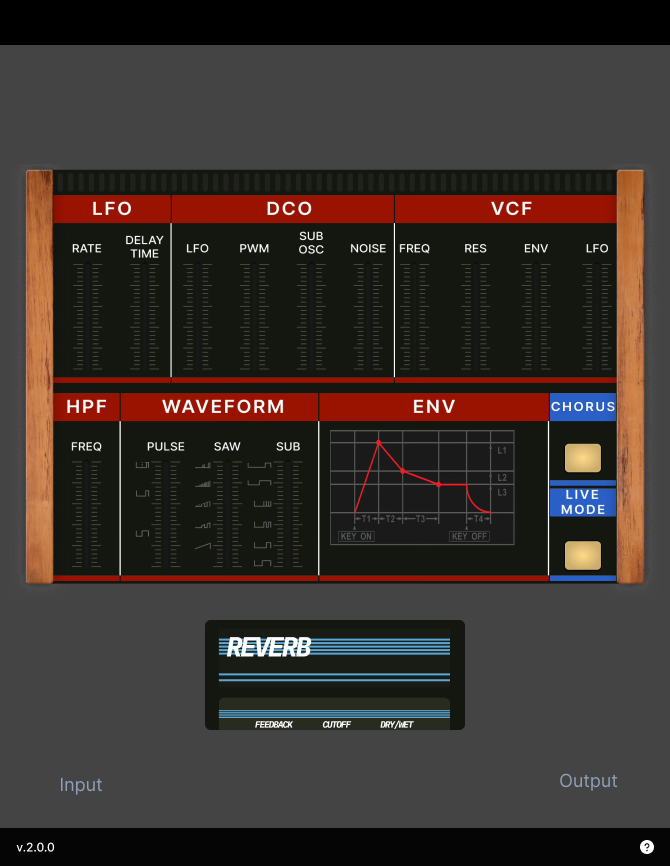 LFO DCO VCF
RATE DELAY TIME LFO PWM SUB OSC NOISE FREQ RES ENV LFO
HPF WAVEFORM ENV CHORUS
FREQ PULSE SAW SUB
L1
L2
L3
T1 T2 T3 T4
KEY ON KEY OFF
LIVE
MODE
REVERB
FEEDBACK CUTOFF DRY/WET
Input Output
v.2.0.0 ?